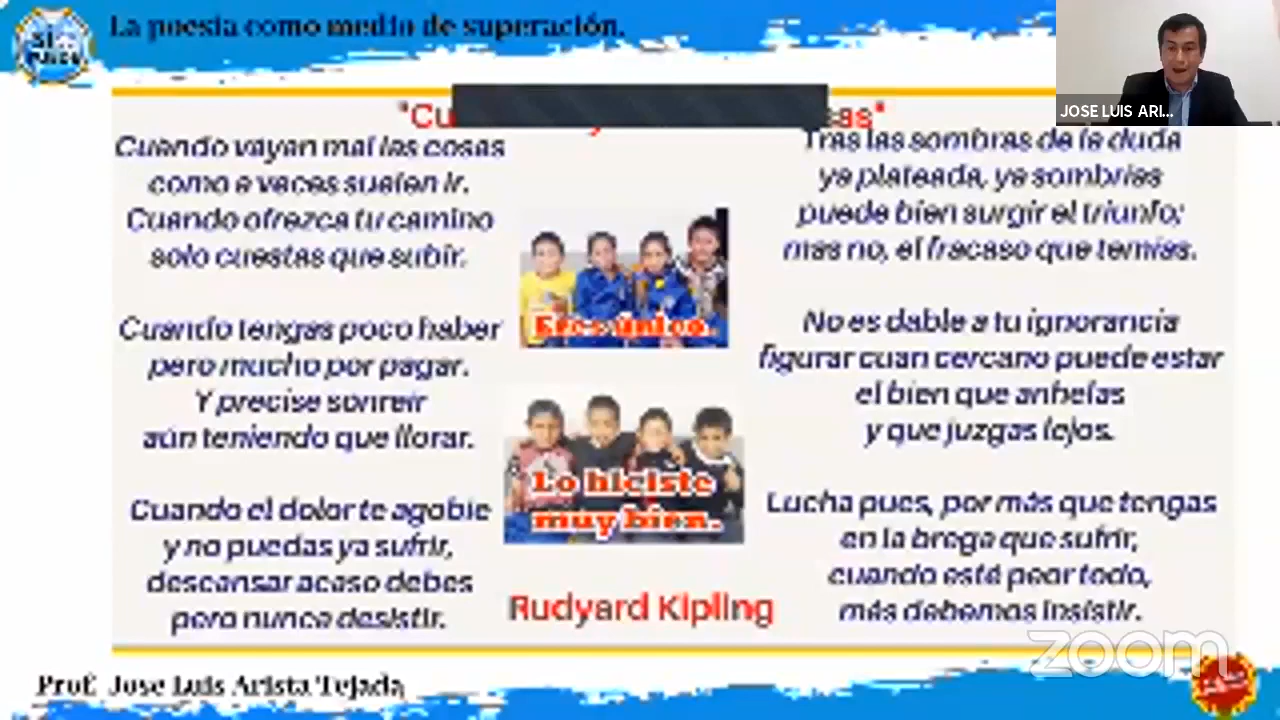 La poesía como medio de superación.
JOSE LUIS ARI...
Cuando vayan mal las cosas
como a veces suelen ir.
Cuando ofrezca tu camino
solo cuestas que subir.
Cuando tengas poco haber
pero mucho por pagar.
Y precise sonreír
aún teniendo que llorar.
Cuando el dolor te agobie
y no puedas ya sufrir,
descansar acaso debes
pero nunca desistir.
Eres único.
Lo hiciste
muy bien.
Rudyard Kipling
Tras las sombras de la duda
ya plateada, ya sombrías
puede bien surgir el triunfo;
mas no, el fracaso que temías.
No es dable a tu ignorancia
figurar cuan cercano puede estar
el bien que anhelas
y que juzgas lejos.
Lucha pues, por más que tengas
en la brega que sufrir,
cuando esté peor todo,
más debemos insistir.
zoom
Prof. Jose Luis Arista Tejada